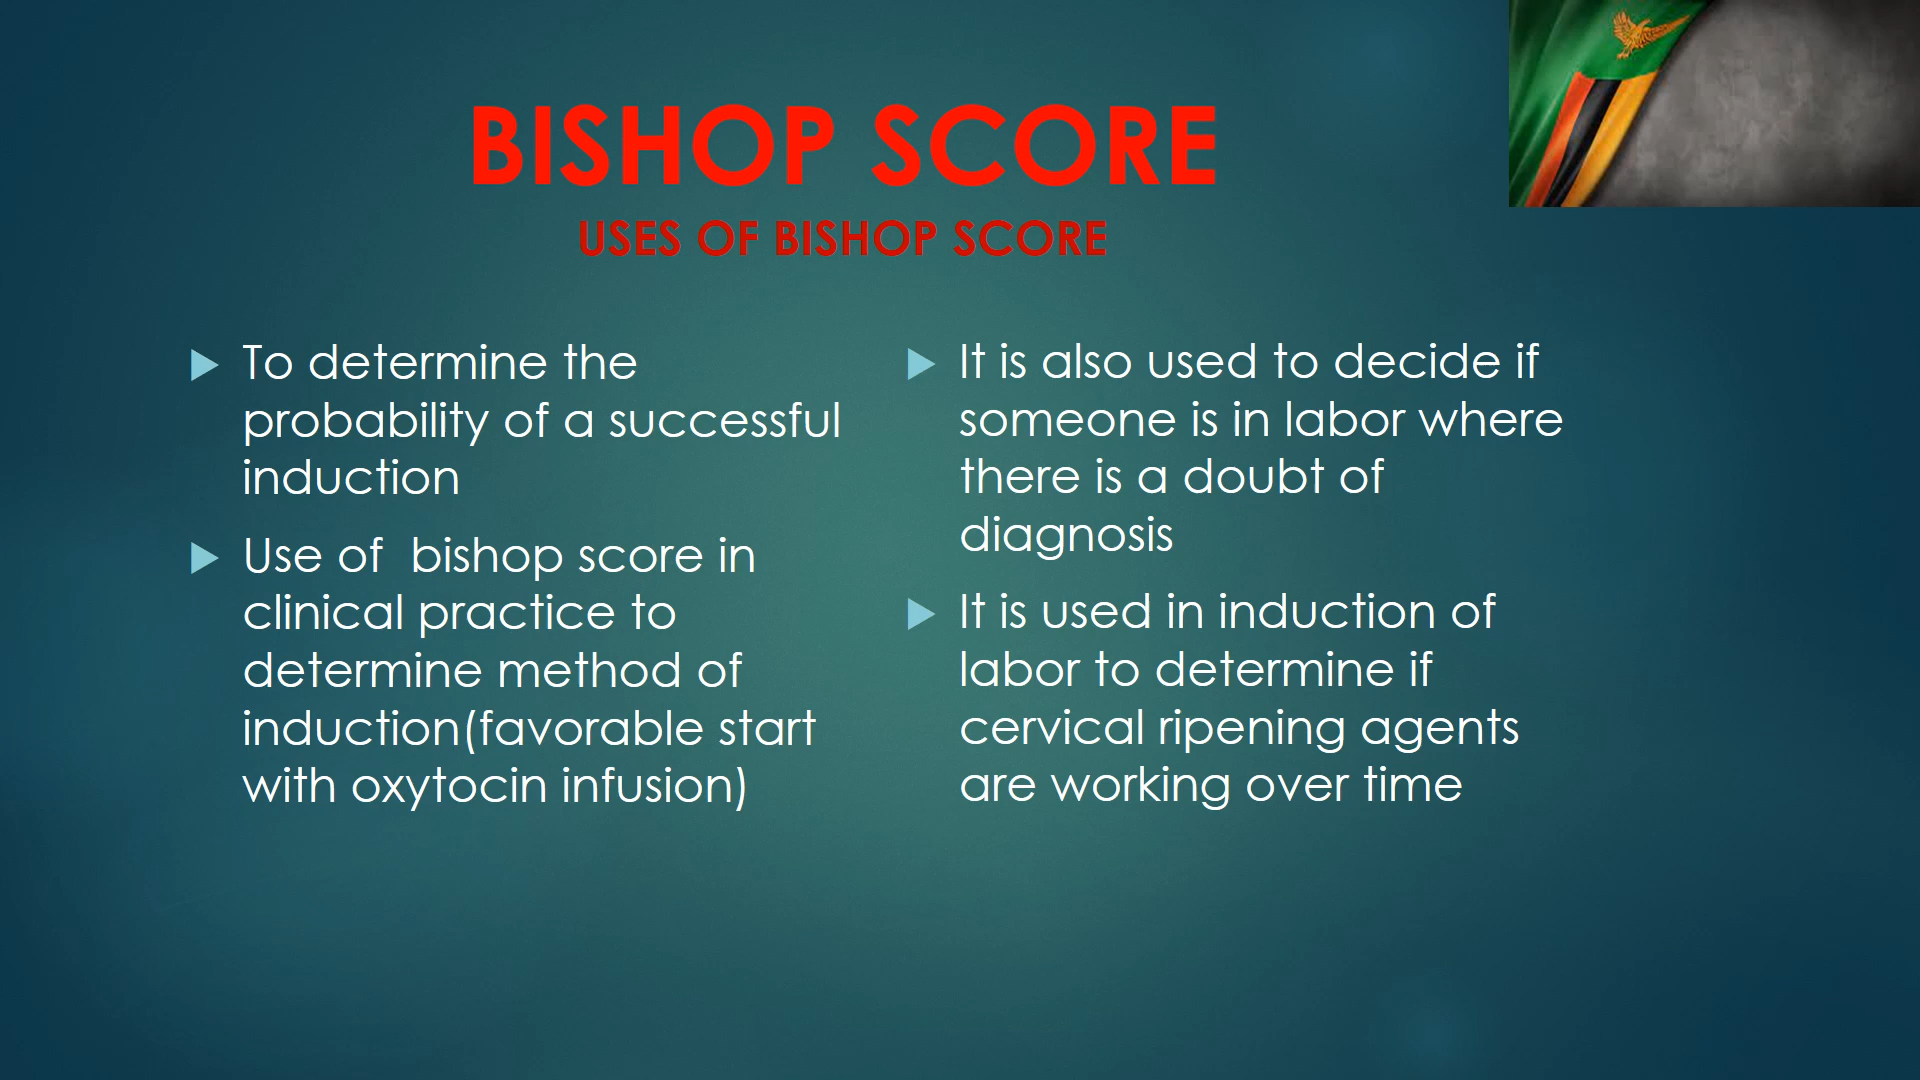 BISHOP SCORE
USES OF BISHOP SCORE
To determine the
probability of a successful
induction
Use of  bishop score in
clinical practice to
determine method of
induction(favorable start
with oxytocin infusion)
It is also used to decide if
someone is in labor where
there is a doubt of
diagnosis
It is used in induction of
labor to determine if
cervical ripening agents
are working over time